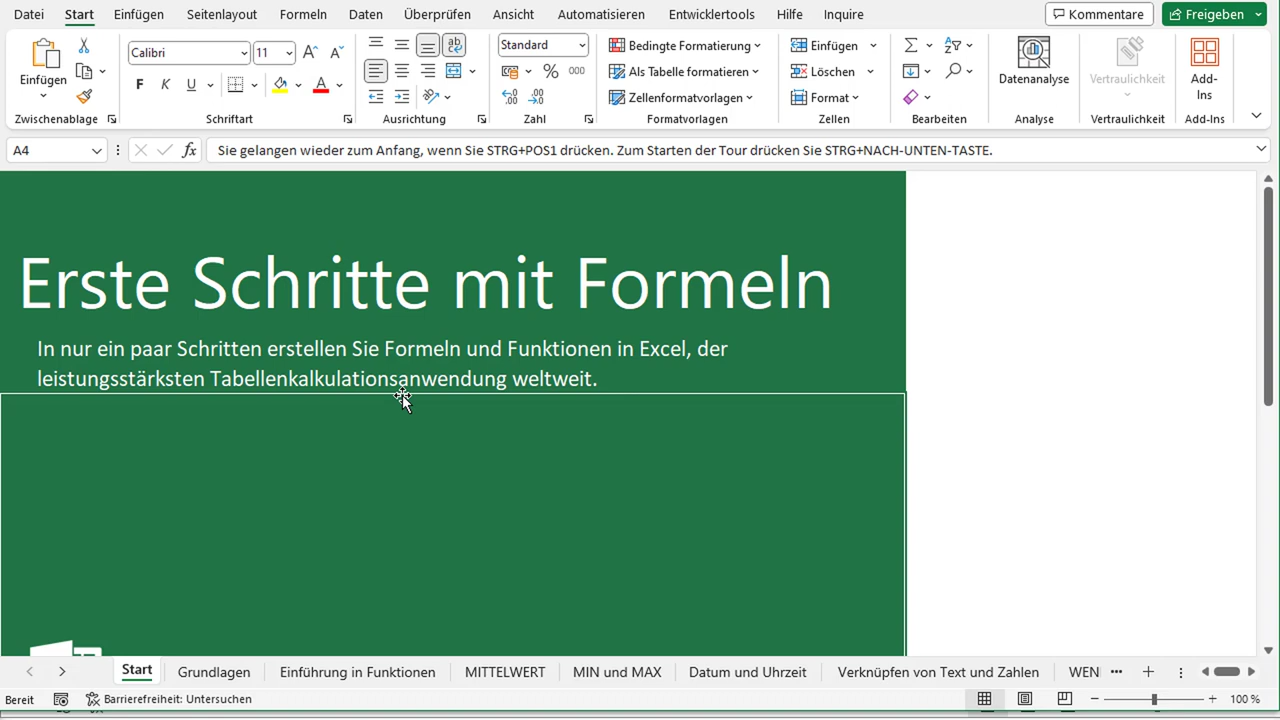 Datei Start Einfügen Seitenlayout Formeln Daten Überprüfen Ansicht Automatisieren Entwicklertools Hilfe Inquire Kommentare Freigeben
Calibri 11 Standard Bedingte Formatierung Einfügen
Einfügen F K U A % 000 Als Tabelle formatieren Löschen Datenanalyse Vertraulichkeit Add-Ins
Zellenformatvorlagen Format
Zwischenablage Schriftart Ausrichtung Zahl Formatvorlagen Zellen Bearbeiten Analyse Vertraulichkeit Add-Ins
A4 fx Sie gelangen wieder zum Anfang, wenn Sie STRG+POS1 drücken. Zum Starten der Tour drücken Sie STRG+NACH-UNTEN-TASTE.
Erste Schritte mit Formeln
In nur ein paar Schritten erstellen Sie Formeln und Funktionen in Excel, der
leistungsstärksten Tabellenkalkulationsanwendung weltweit.
Start Grundlagen Einführung in Funktionen MITTELWERT MIN und MAX Datum und Uhrzeit Verknüpfen von Text und Zahlen WEN
Bereit Barrierefreiheit: Untersuchen 100 %